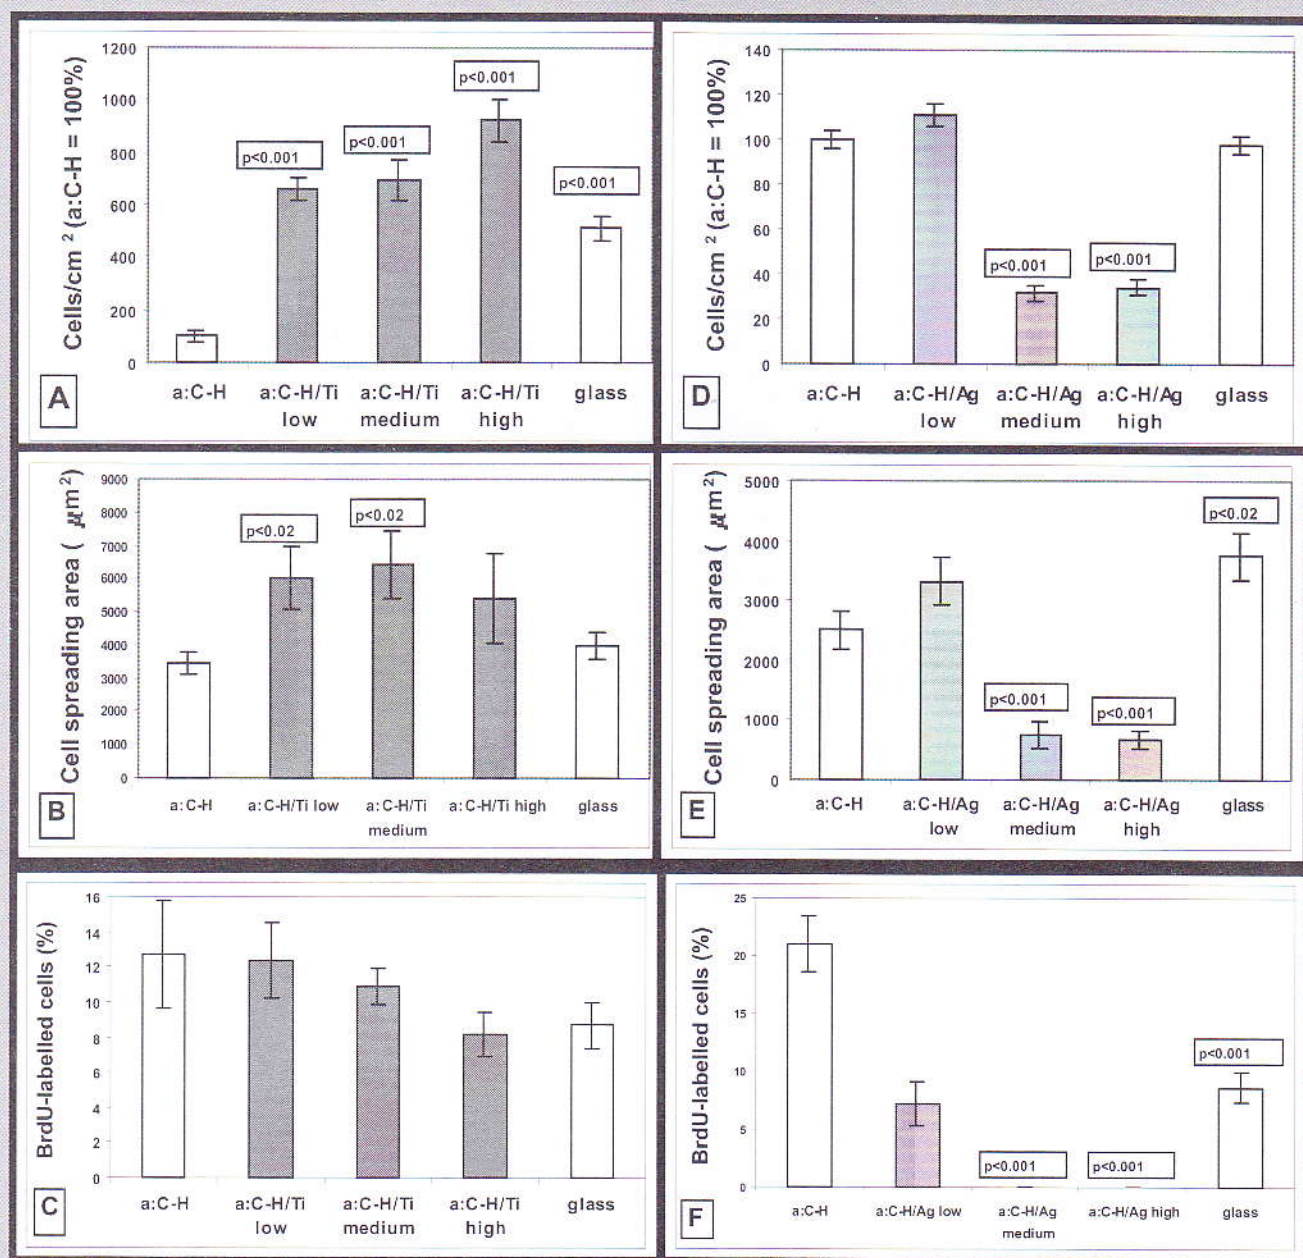 Cells/cm 2 (a:C-H = 100%)
1200
1000
800
600
400
200
0
p<0.001
p<0.001
p<0.001
p<0.001
a:C-H
a:C-H/Ti low
a:C-H/Ti medium
a:C-H/Ti high
glass
A
Cell spreading area ( µm2)
9000
8000
7000
6000
5000
4000
3000
2000
1000
0
p<0.02
p<0.02
a:C-H
a:C-H/Ti low
a:C-H/Ti medium
a:C-H/Ti high
glass
B
BrdU-labelled cells (%)
16
14
12
10
8
6
4
2
0
a:C-H
a:C-H/Ti low
a:C-H/Ti medium
a:C-H/Ti high
glass
C
Cells/cm 2 (a:C-H = 100%)
140
120
100
80
60
40
20
0
p<0.001
p<0.001
a:C-H
a:C-H/Ag low
a:C-H/Ag medium
a:C-H/Ag high
glass
D
Cell spreading area ( µm2)
5000
4000
3000
2000
1000
0
p<0.001
p<0.001
p<0.02
a:C-H
a:C-H/Ag low
a:C-H/Ag medium
a:C-H/Ag high
glass
E
BrdU-labelled cells (%)
25
20
15
10
5
0
p<0.001
p<0.001
p<0.001
a:C-H
a:C-H/Ag low
a:C-H/Ag medium
a:C-H/Ag high
glass
F